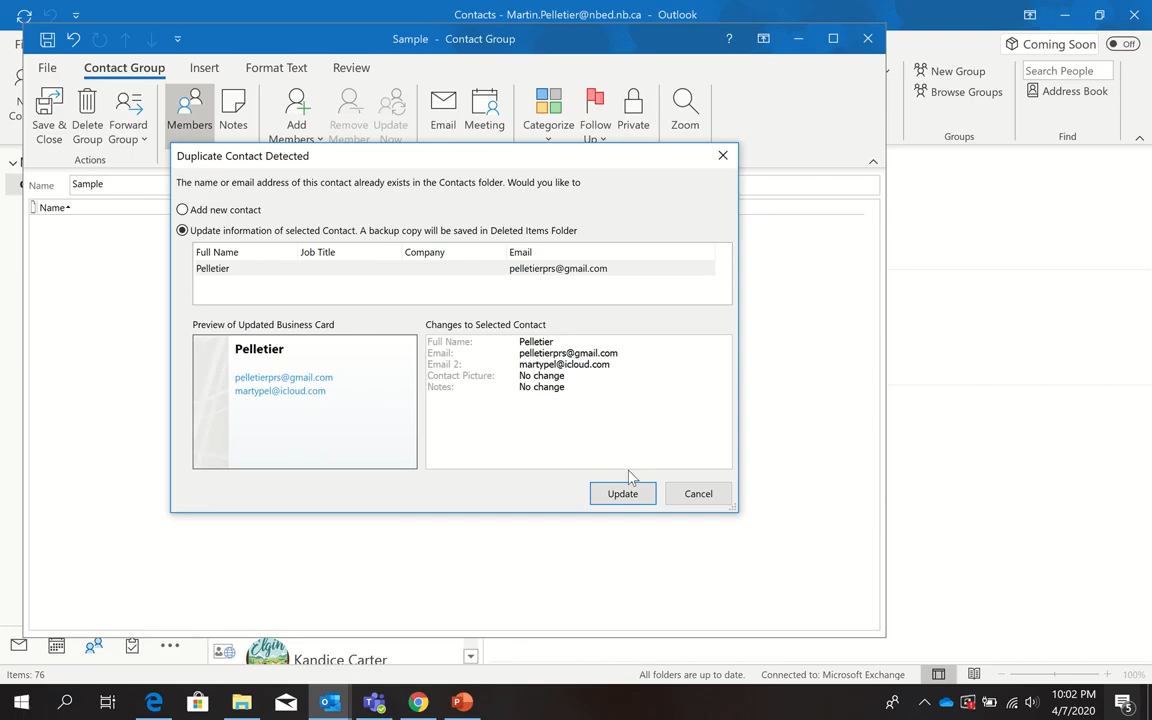 Contacts - Martin.Pelletier@nbed.nb.ca - Outlook
Sample - Contact Group
?
File Contact Group Insert Format Text Review
Coming Soon Off
Save & Close
Delete Group
Forward Group
Members
Notes
Add Members
Remove Member
Update Now
Email
Meeting
Categorize
Follow Up
Private
Zoom
New Group
Browse Groups
Search People
Address Book
Actions
Groups
Find
Duplicate Contact Detected
The name or email address of this contact already exists in the Contacts folder. Would you like to
Name Sample
Name
Add new contact
Update information of selected Contact. A backup copy will be saved in Deleted Items Folder
Full Name Job Title Company Email
Pelletier pelletierprs@gmail.com
Preview of Updated Business Card
Changes to Selected Contact
Pelletier
pelletierprs@gmail.com
martypel@icloud.com
Full Name: Pelletier
Email: pelletierprs@gmail.com
Email 2: martypel@icloud.com
Contact Picture: No change
Notes: No change
Update Cancel
Elgin
Kandice Carter
Items: 76
All folders are up to date. Connected to: Microsoft Exchange
100%
10:02 PM
4/7/2020
5